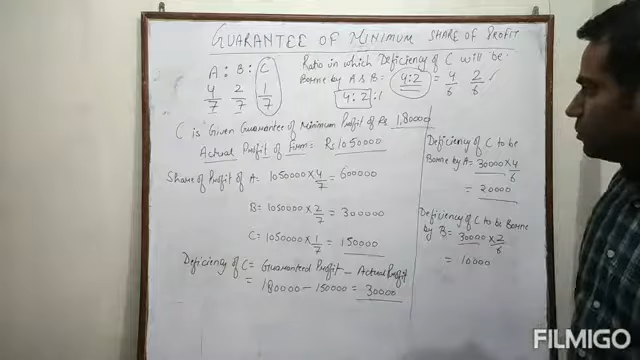 GUARANTEE OF MINIMUM SHARE OF PROFIT
A : B : C
4/7 2/7 1/7
Ratio in which Deficiency of C will be
Borne by A & B = 4:2 = 4/6 2/6
4:2:1
C is Given Guarantee of Minimum Profit of Rs 1,80000
Actual Profit of Firm = Rs 1050000
Share of Profit of A = 1050000 × 4/7 = 600000
B = 1050000 × 2/7 = 300000
C = 1050000 × 1/7 = 150000
Deficiency of C = Guaranteed Profit - Actual Profit
= 180000 - 150000 = 30000
Deficiency of C to be
Borne by A = 30000 × 4/6
= 20000
Deficiency of C to be Borne
by B = 30000 × 2/6
= 10000
FILMIGO